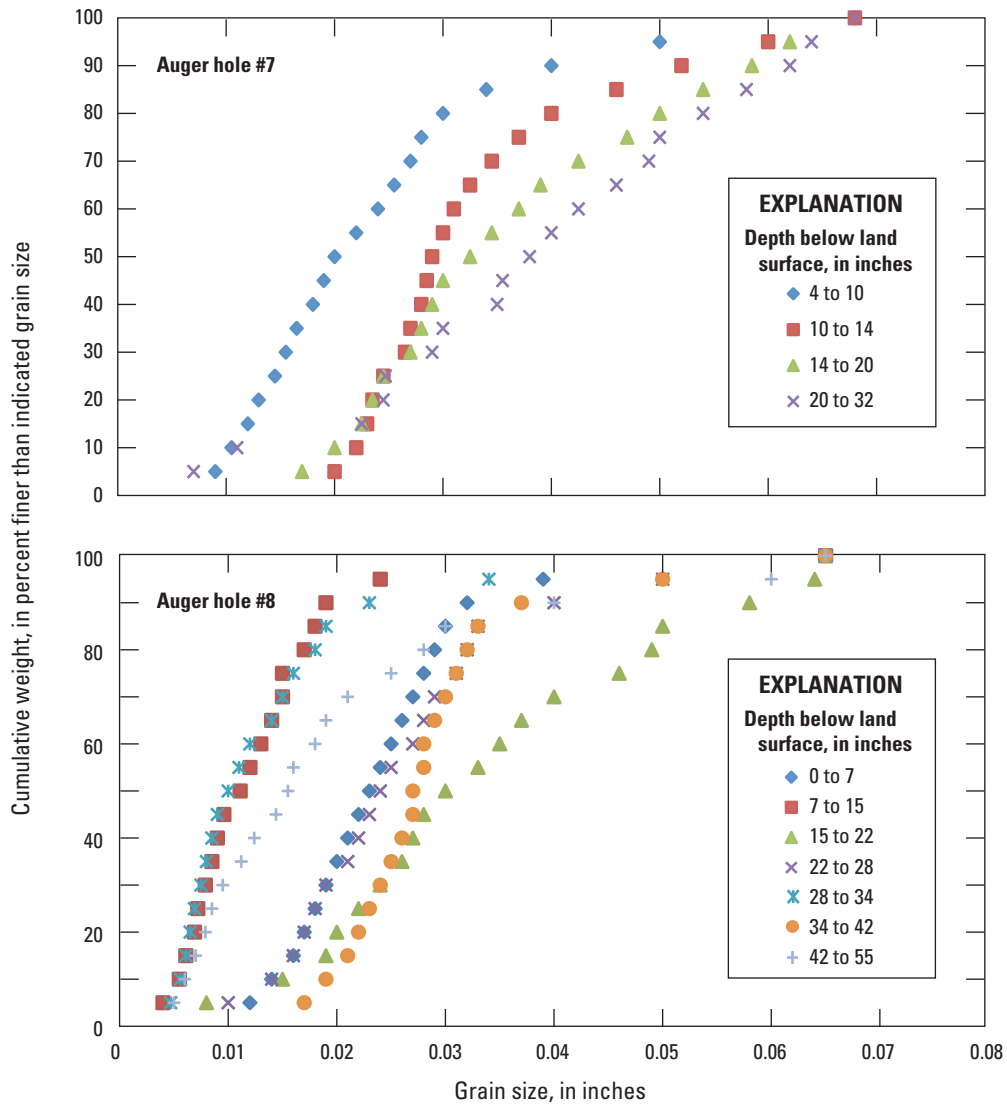 Cumulative weight, in percent finer than indicated grain size
100
90
80
70
60
50
40
30
20
10
0
Auger hole #7
EXPLANATION
Depth below land
surface, in inches
4 to 10
10 to 14
14 to 20
20 to 32
100
80
60
40
20
0
Auger hole #8
EXPLANATION
Depth below land
surface, in inches
0 to 7
7 to 15
15 to 22
22 to 28
28 to 34
34 to 42
42 to 55
0 0.01 0.02 0.03 0.04 0.05 0.06 0.07 0.08
Grain size, in inches